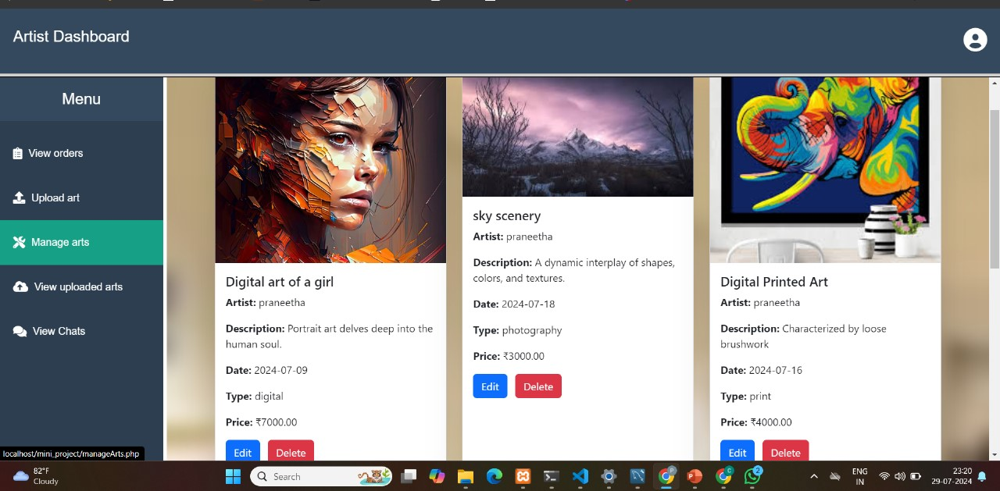 Artist Dashboard
Menu
View orders
Upload art
Manage arts
View uploaded arts
View Chats
Digital art of a girl
Artist: praneetha
Description: Portrait art delves deep into the
human soul.
Date: 2024-07-09
Type: digital
Price: ₹7000.00
Edit
Delete
sky scenery
Artist: praneetha
Description: A dynamic interplay of shapes,
colors, and textures.
Date: 2024-07-18
Type: photography
Price: ₹3000.00
Edit
Delete
Digital Printed Art
Artist: praneetha
Description: Characterized by loose
brushwork
Date: 2024-07-16
Type: print
Price: ₹4000.00
Edit
Delete
localhost/mini_project/manageArts.php
82°F
Cloudy
Search
P
C
2
ENG
IN
23:20
29-07-2024